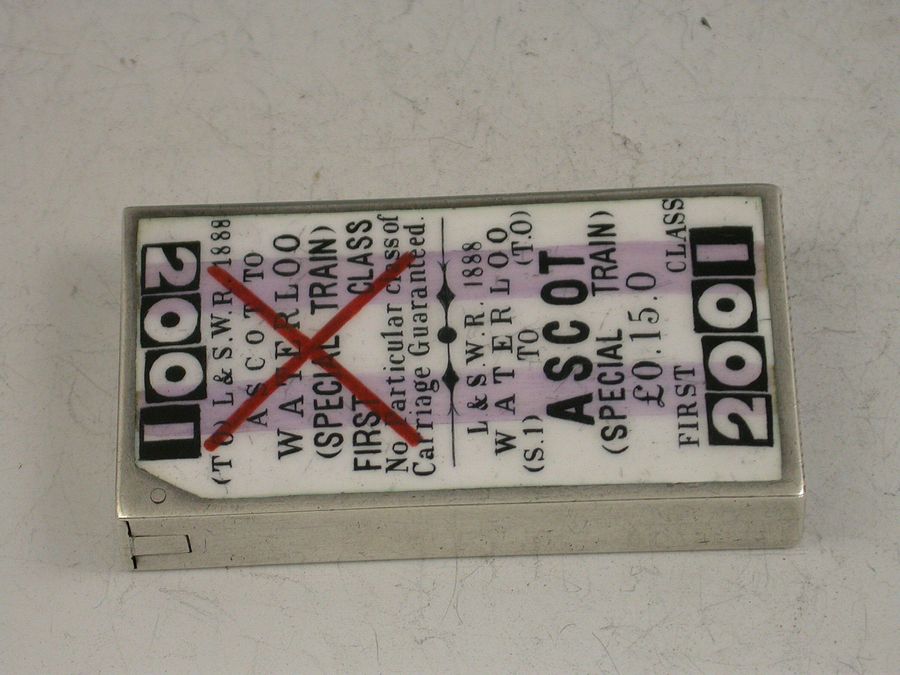 2001
(T.O) L & S.W.R. 1888
ASCOT TO
WATERLOO
(SPECIAL TRAIN)
FIRST CLASS
No Particular class of
Carriage Guaranteed.
L & S.W.R. 1888
WATERLOO
(S.1) TO (T.O)
ASCOT
(SPECIAL TRAIN)
£0.15.0
FIRST CLASS
2001